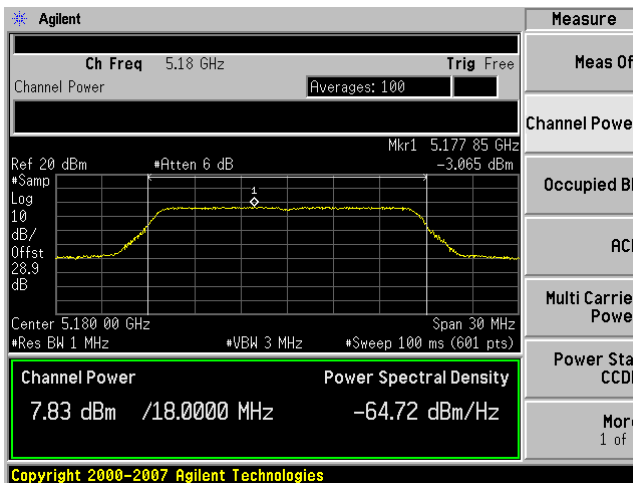 Agilent
Measure
Ch Freq 5.18 GHz Trig Free
Meas Of
Channel Power Averages: 100
Channel Powe
Mkr1 5.177 85 GHz
Ref 20 dBm #Atten 6 dB -3.065 dBm
#Samp
Log
10
dB/
Offst
28.9
dB
1
Occupied B
AC
Multi Carrie
Powe
Center 5.180 00 GHz Span 30 MHz
#Res BW 1 MHz #VBW 3 MHz #Sweep 100 ms (601 pts)
Power Sta
CCD
Channel Power Power Spectral Density
7.83 dBm /18.0000 MHz -64.72 dBm/Hz
Mor
1 of
Copyright 2000-2007 Agilent Technologies